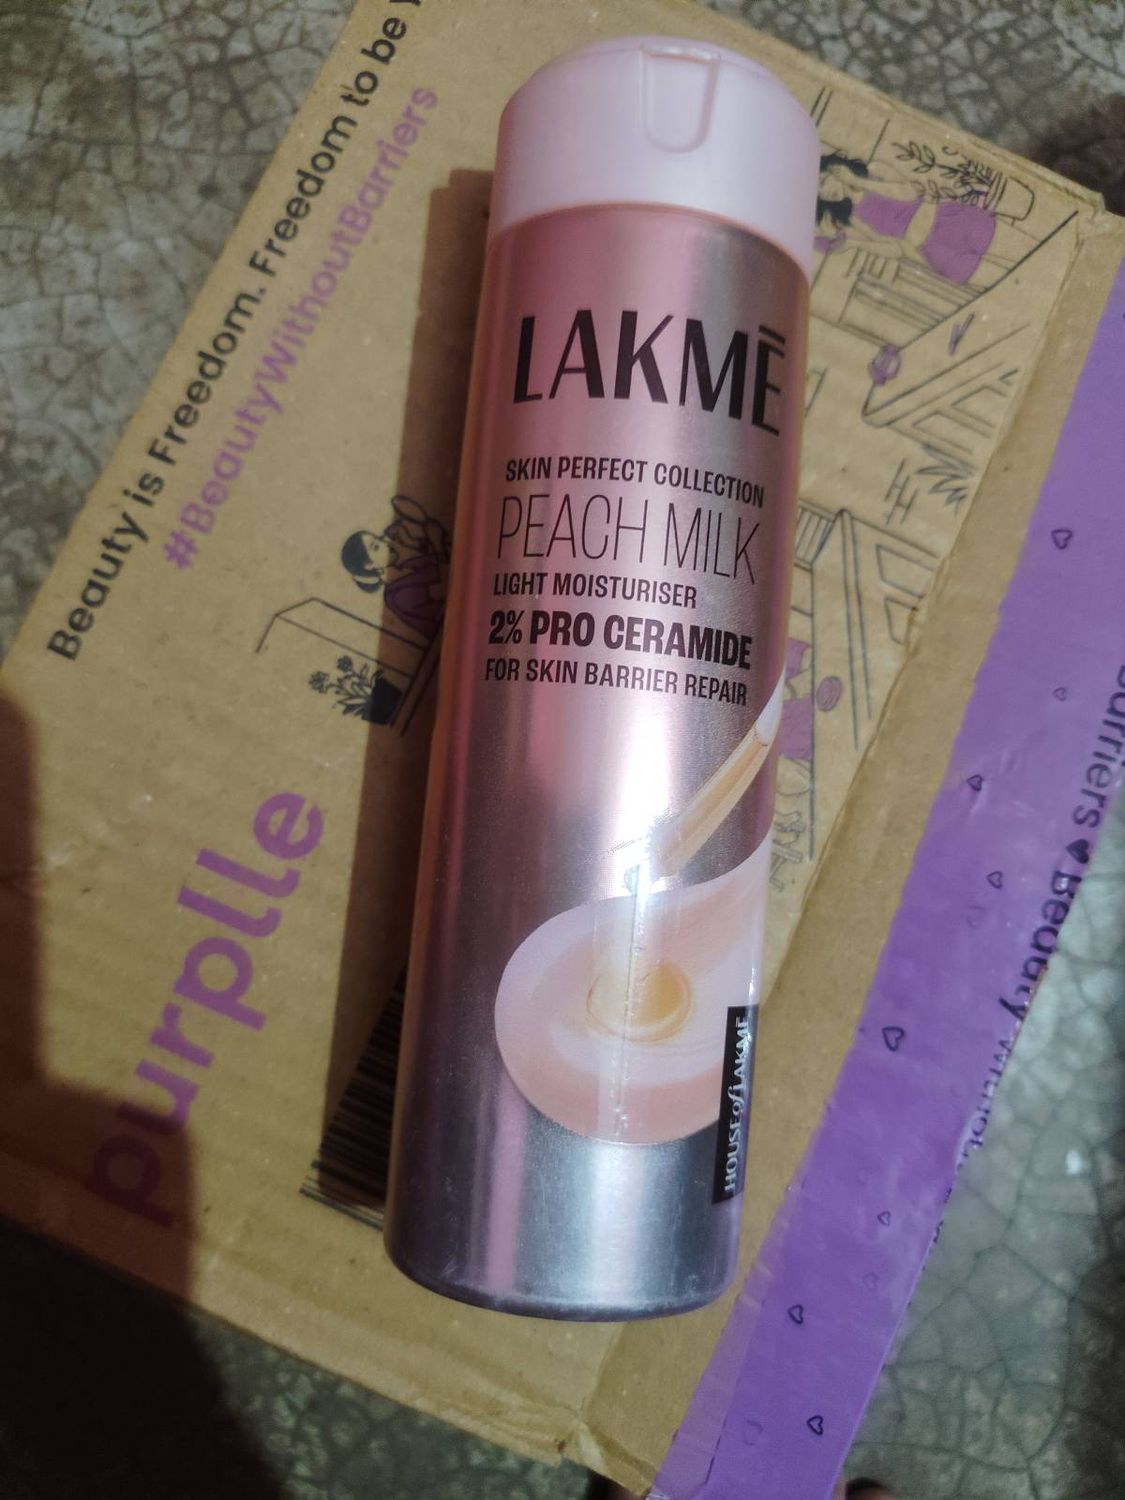 Beauty is Freedom. Freedom to be
#BeautyWithoutBarriers
purplle
LAKMĒ
SKIN PERFECT COLLECTION
PEACH MILK
LIGHT MOISTURISER
2% PRO CERAMIDE
FOR SKIN BARRIER REPAIR
HOUSE of LAKMĒ
Beauty